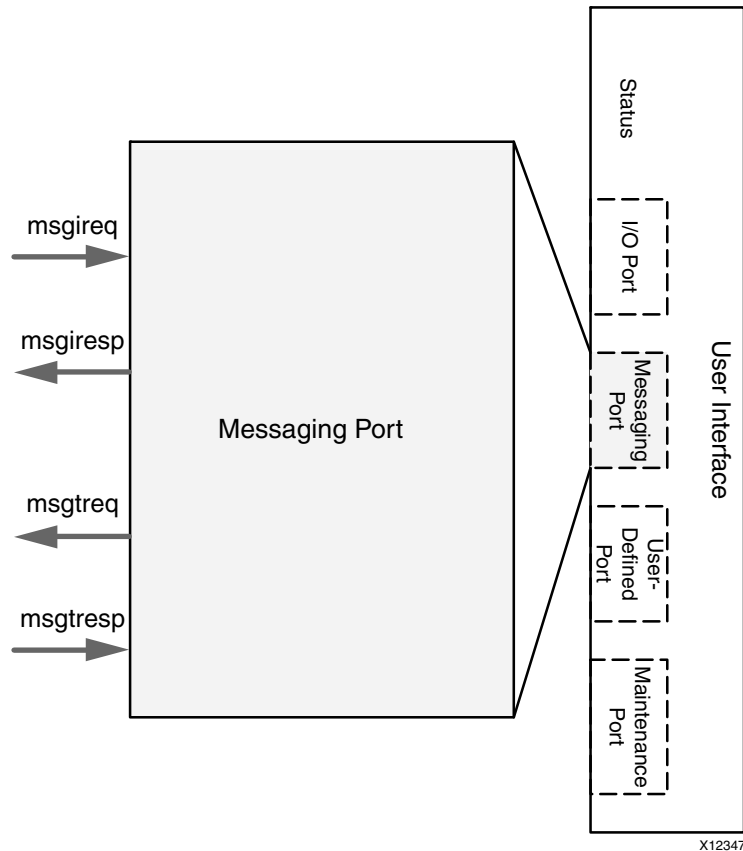 msgireq
msgiresp
msgtreq
msgtresp
Messaging Port
Status
I/O Port
Messaging
Port
User-
Defined
Port
Maintenance
Port
User Interface
X12347